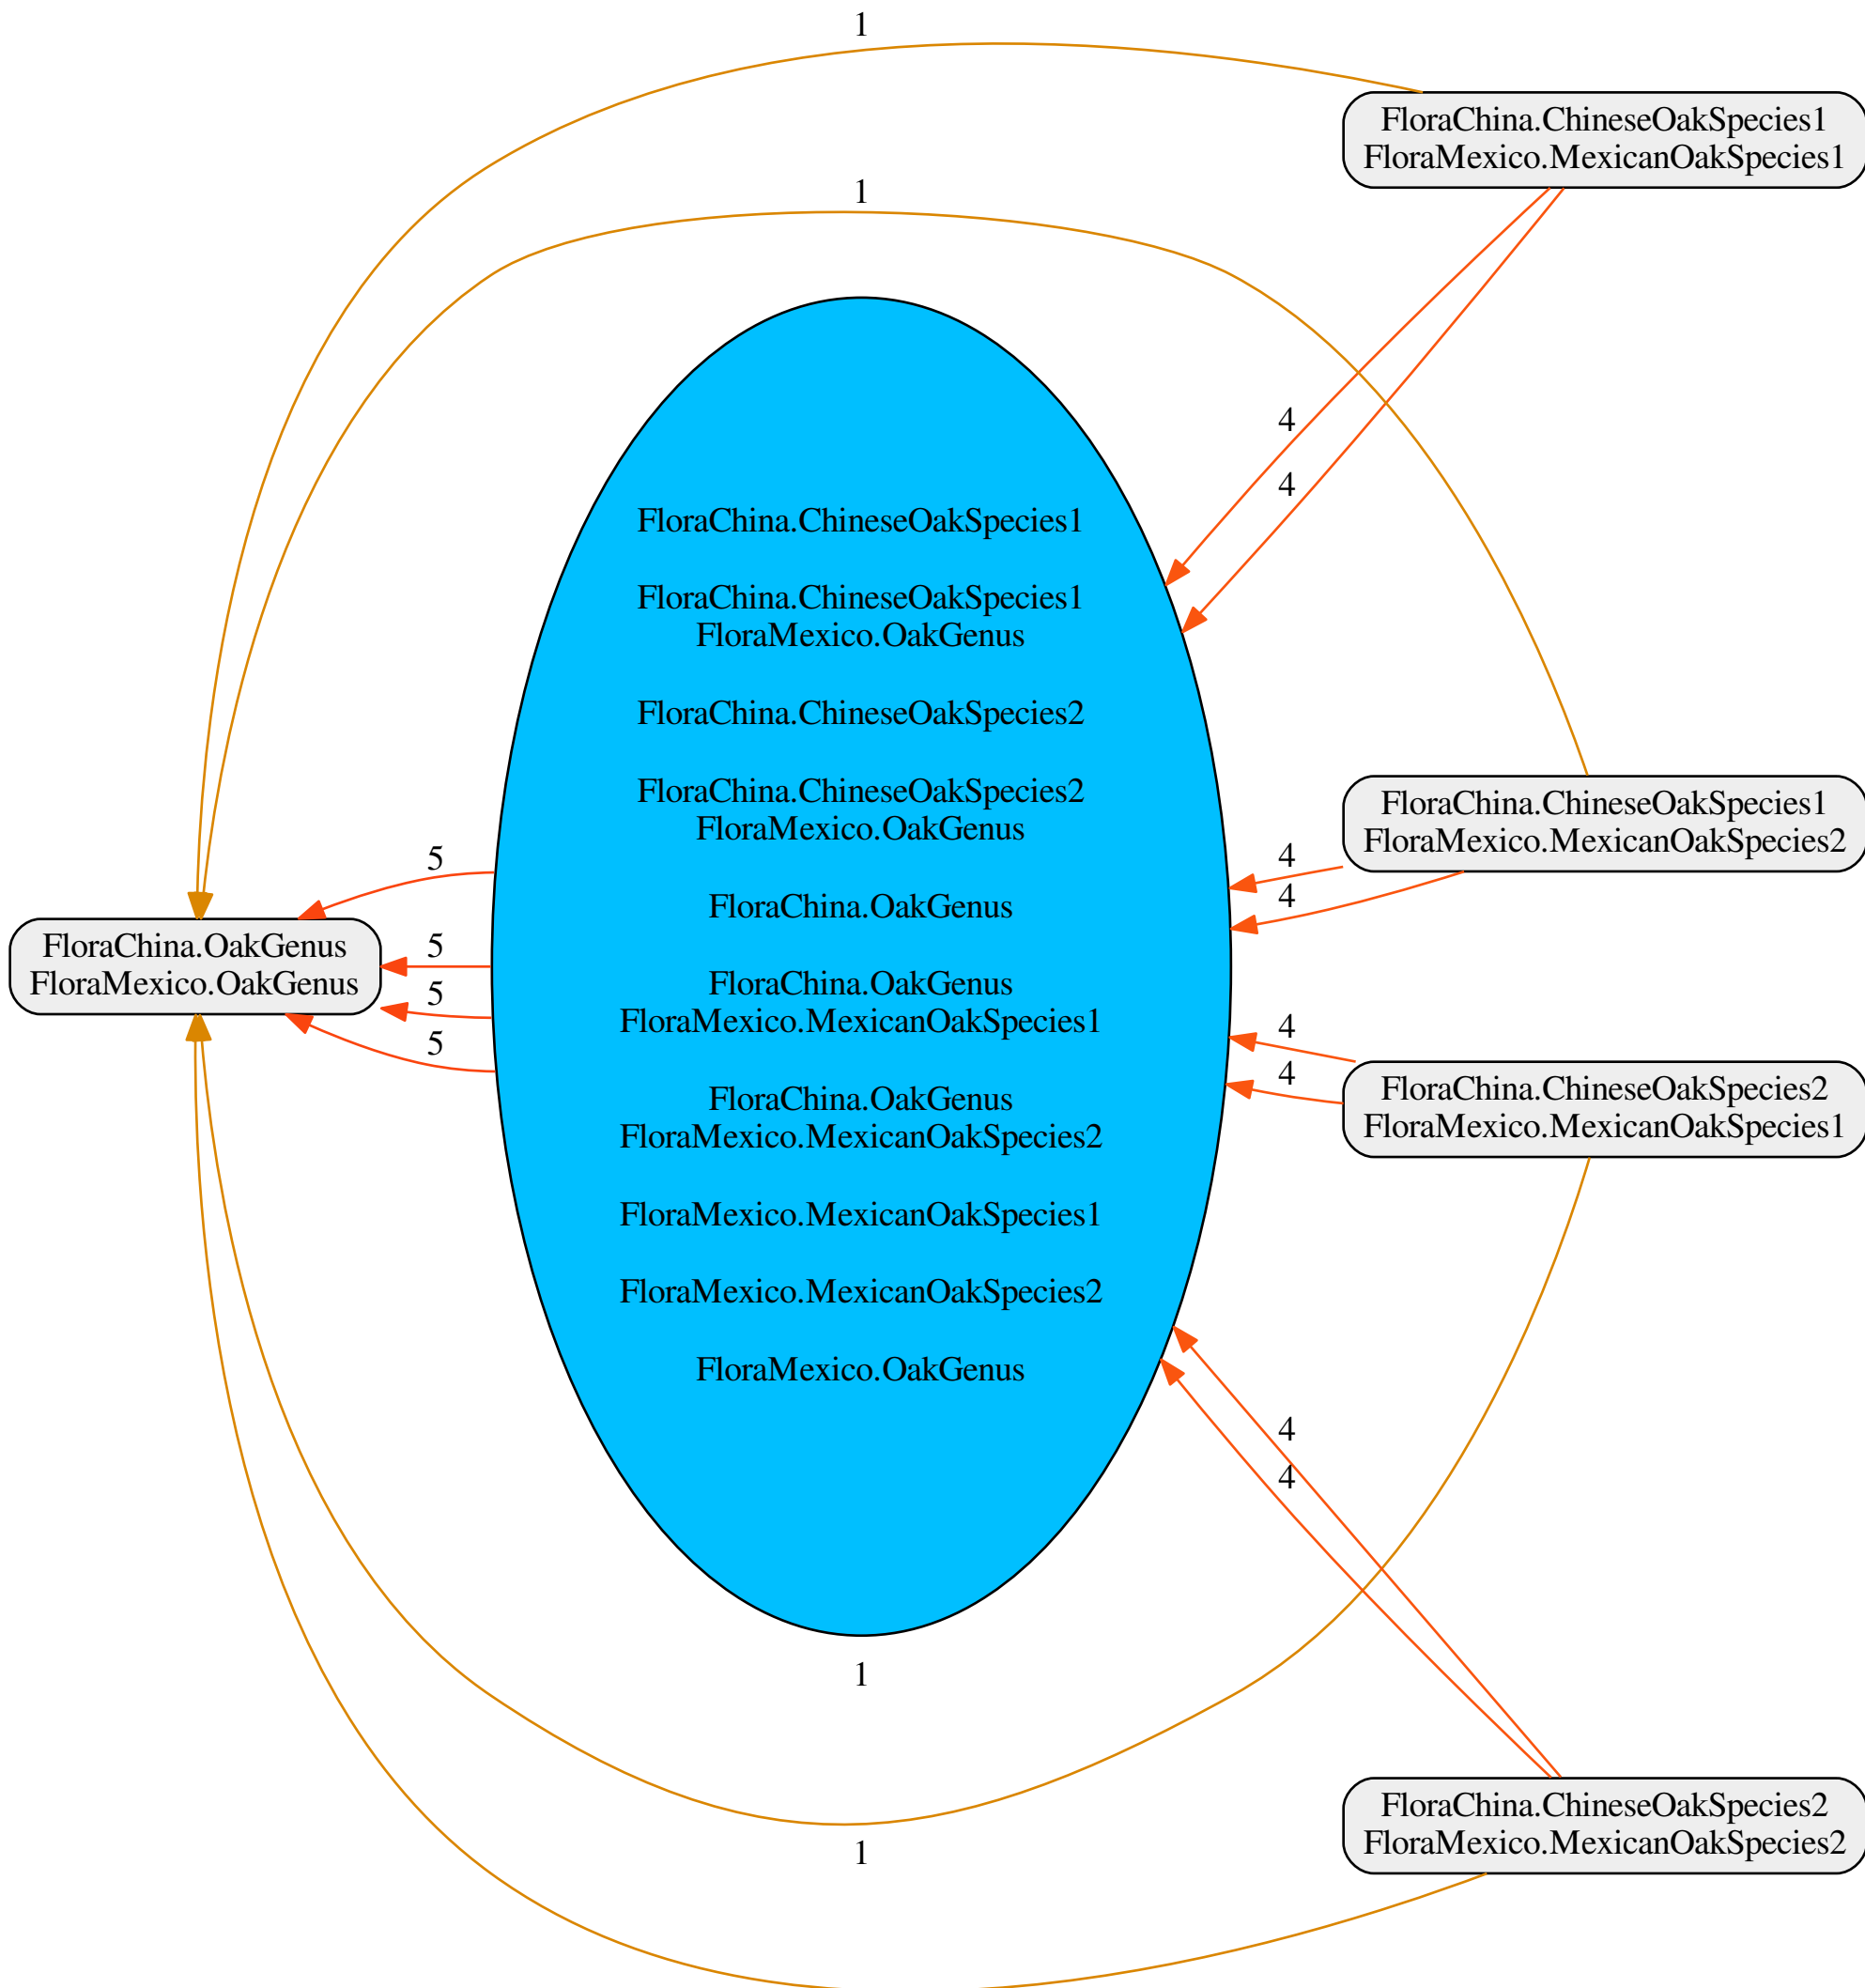 1
FloraChina.ChineseOakSpecies1
FloraMexico.MexicanOakSpecies1
1
4
4
FloraChina.ChineseOakSpecies1
FloraChina.ChineseOakSpecies1
FloraMexico.OakGenus
FloraChina.ChineseOakSpecies2
FloraChina.ChineseOakSpecies2
FloraMexico.OakGenus
FloraChina.OakGenus
FloraChina.OakGenus
FloraMexico.MexicanOakSpecies1
FloraChina.OakGenus
FloraMexico.MexicanOakSpecies2
FloraMexico.MexicanOakSpecies1
FloraMexico.MexicanOakSpecies2
FloraMexico.OakGenus
FloraChina.ChineseOakSpecies1
FloraMexico.MexicanOakSpecies2
4
4
5
5
5
5
FloraChina.OakGenus
FloraMexico.OakGenus
4
4
FloraChina.ChineseOakSpecies2
FloraMexico.MexicanOakSpecies1
4
4
1
FloraChina.ChineseOakSpecies2
FloraMexico.MexicanOakSpecies2
1